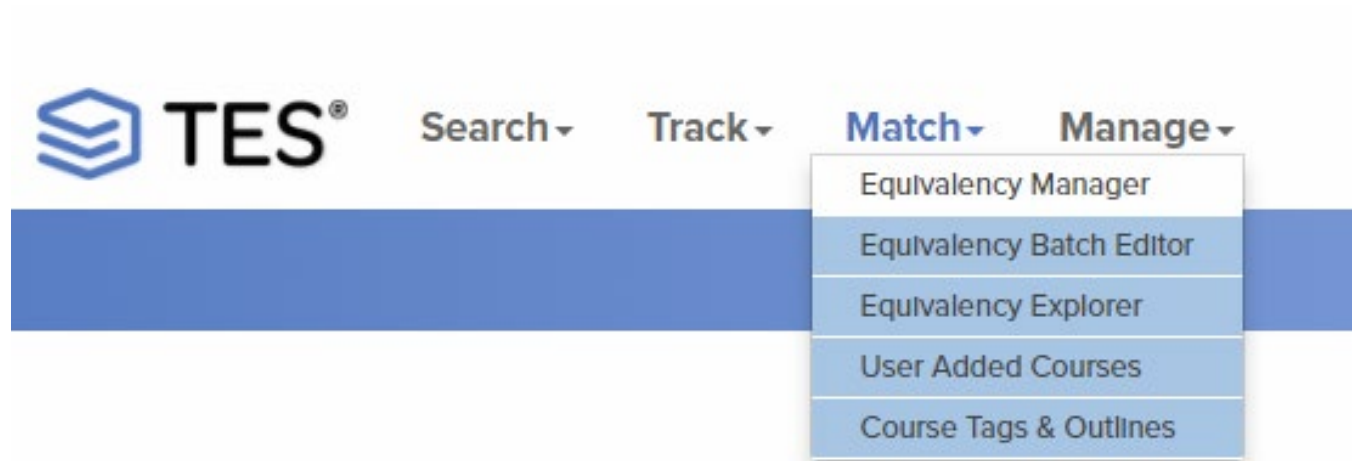 TES® Search Track Match Manage
Equivalency Manager
Equivalency Batch Editor
Equivalency Explorer
User Added Courses
Course Tags & Outlines